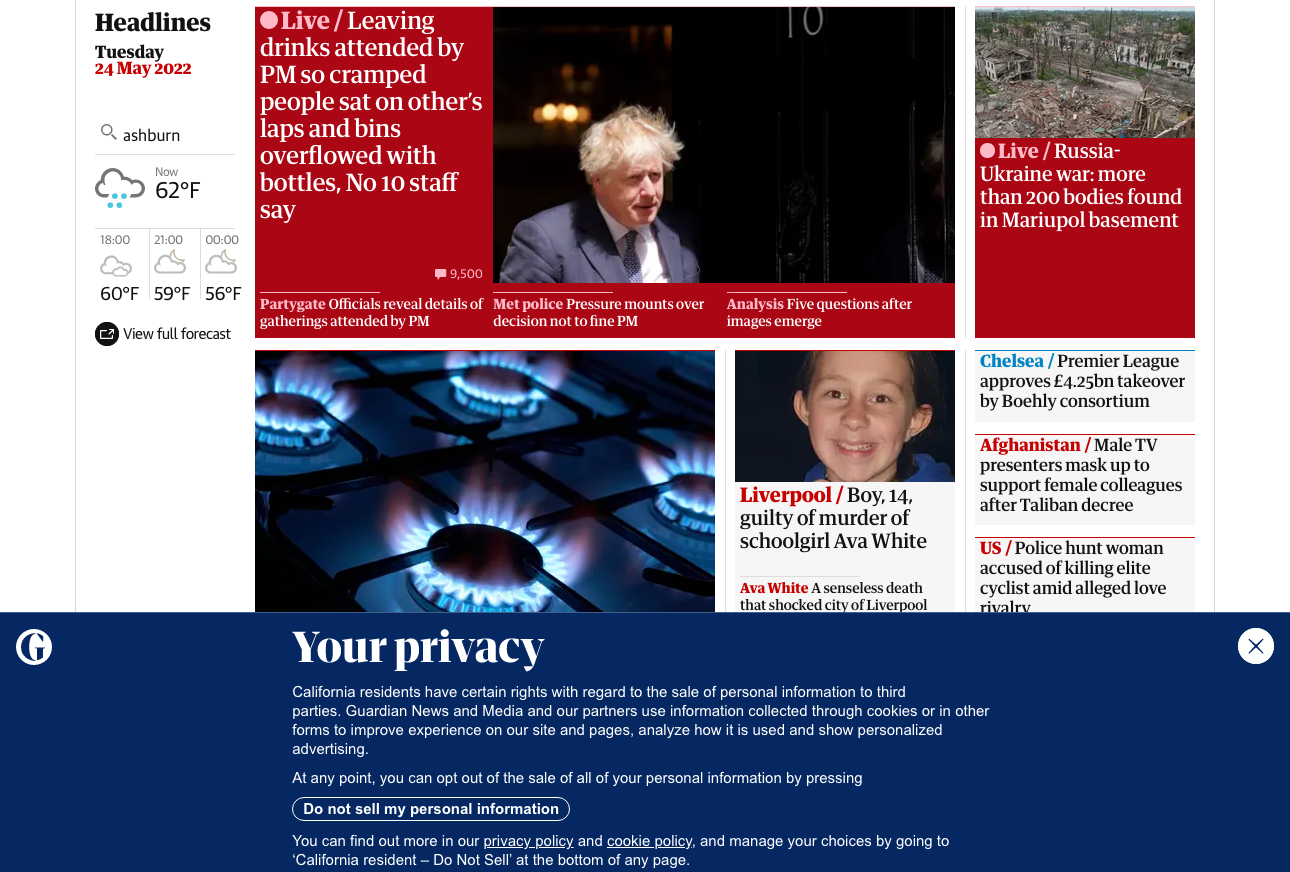 Headlines
Tuesday
24 May 2022
ashburn
Now
62°F
18:00
21:00
00:00
60°F
59°F
56°F
View full forecast
Live / Leaving
drinks attended by
PM so cramped
people sat on other’s
laps and bins
overflowed with
bottles, No 10 staff
say
9,500
10
Partygate Officials reveal details of
gatherings attended by PM
Met police Pressure mounts over
decision not to fine PM
Analysis Five questions after
images emerge
Live / Russia-
Ukraine war: more
than 200 bodies found
in Mariupol basement
Liverpool / Boy, 14,
guilty of murder of
schoolgirl Ava White
Ava White A senseless death
that shocked city of Liverpool
Chelsea / Premier League
approves £4.25bn takeover
by Boehly consortium
Afghanistan / Male TV
presenters mask up to
support female colleagues
after Taliban decree
US / Police hunt woman
accused of killing elite
cyclist amid alleged love
rivalry
G
Your privacy
California residents have certain rights with regard to the sale of personal information to third
parties. Guardian News and Media and our partners use information collected through cookies or in other
forms to improve experience on our site and pages, analyze how it is used and show personalized
advertising.
At any point, you can opt out of the sale of all of your personal information by pressing
Do not sell my personal information
You can find out more in our privacy policy and cookie policy, and manage your choices by going to
‘California resident – Do Not Sell’ at the bottom of any page.